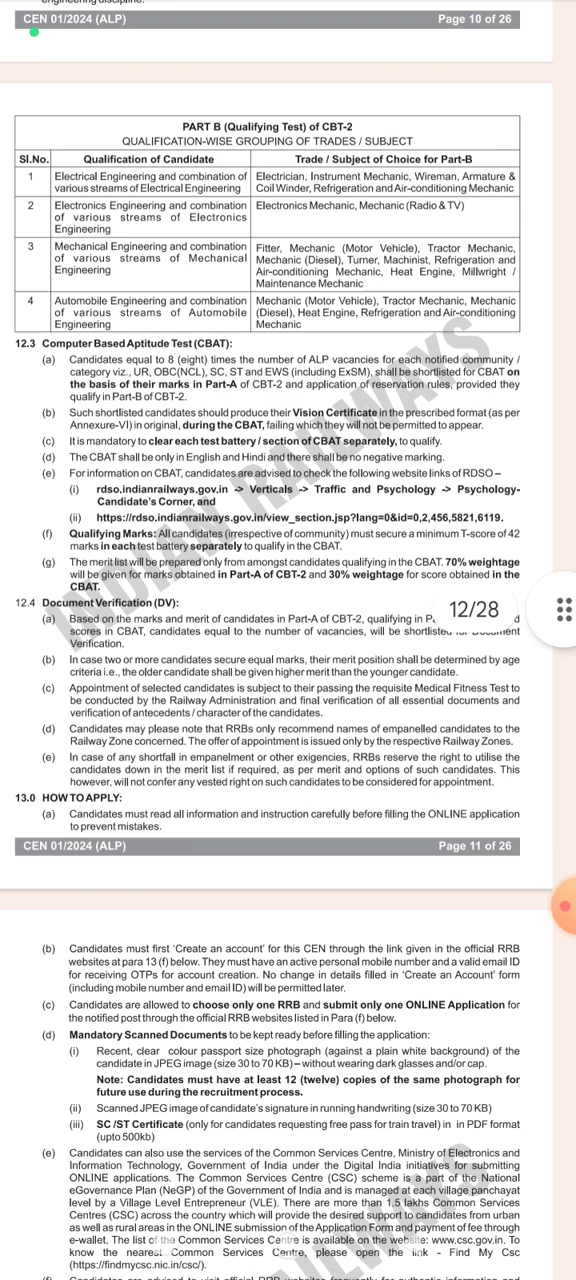 engineering discipline.
CEN 01/2024 (ALP) Page 10 of 26
PART B (Qualifying Test) of CBT-2
QUALIFICATION-WISE GROUPING OF TRADES / SUBJECT
Sl.No. Qualification of Candidate Trade / Subject of Choice for Part-B
1 Electrical Engineering and combination of Electrician, Instrument Mechanic, Wireman, Armature &
various streams of Electrical Engineering Coil Winder, Refrigeration and Air-conditioning Mechanic
2 Electronics Engineering and combination Electronics Mechanic, Mechanic (Radio & TV)
of various streams of Electronics
Engineering
3 Mechanical Engineering and combination Fitter, Mechanic (Motor Vehicle), Tractor Mechanic,
of various streams of Mechanical Mechanic (Diesel), Turner, Machinist, Refrigeration and
Engineering Air-conditioning Mechanic, Heat Engine, Millwright /
Maintenance Mechanic
4 Automobile Engineering and combination Mechanic (Motor Vehicle), Tractor Mechanic, Mechanic
of various streams of Automobile (Diesel), Heat Engine, Refrigeration and Air-conditioning
Engineering Mechanic
12.3 Computer Based Aptitude Test (CBAT):
(a) Candidates equal to 8 (eight) times the number of ALP vacancies for each notified community /
category viz., UR, OBC(NCL), SC, ST and EWS (including ExSM), shall be shortlisted for CBAT on
the basis of their marks in Part-A of CBT-2 and application of reservation rules, provided they
qualify in Part-B of CBT-2.
(b) Such shortlisted candidates should produce their Vision Certificate in the prescribed format (as per
Annexure-VI) in original, during the CBAT, failing which they will not be permitted to appear.
(c) It is mandatory to clear each test battery / section of CBAT separately, to qualify.
(d) The CBAT shall be only in English and Hindi and there shall be no negative marking.
(e) For information on CBAT, candidates are advised to check the following website links of RDSO –
(i) rdso.indianrailways.gov.in -> Verticals -> Traffic and Psychology -> Psychology-
Candidate's Corner, and
(ii) https://rdso.indianrailways.gov.in/view_section.jsp?lang=0&id=0,2,456,5821,6119.
(f) Qualifying Marks: All candidates (irrespective of community) must secure a minimum T-score of 42
marks in each test battery separately to qualify in the CBAT.
(g) The merit list will be prepared only from amongst candidates qualifying in the CBAT. 70% weightage
will be given for marks obtained in Part-A of CBT-2 and 30% weightage for score obtained in the
CBAT.
12.4 Document Verification (DV):
(a) Based on the marks and merit of candidates in Part-A of CBT-2, qualifying in
scores in CBAT, candidates equal to the number of vacancies, will be shortlisted
Verification.
12/28
(b) In case two or more candidates secure equal marks, their merit position shall be determined by age
criteria i.e., the older candidate shall be given higher merit than the younger candidate.
(c) Appointment of selected candidates is subject to their passing the requisite Medical Fitness Test to
be conducted by the Railway Administration and final verification of all essential documents and
verification of antecedents / character of the candidates.
(d) Candidates may please note that RRBs only recommend names of empanelled candidates to the
Railway Zone concerned. The offer of appointment is issued only by the respective Railway Zones.
(e) In case of any shortfall in empanelment or other exigencies, RRBs reserve the right to utilise the
candidates down in the merit list if required, as per merit and options of such candidates. This
however, will not confer any vested right on such candidates to be considered for appointment.
13.0 HOW TO APPLY:
(a) Candidates must read all information and instruction carefully before filling the ONLINE application
to prevent mistakes.
INDIAN RAILWAYS
CEN 01/2024 (ALP) Page 11 of 26
(b) Candidates must first 'Create an account' for this CEN through the link given in the official RRB
websites at para 13 (f) below. They must have an active personal mobile number and a valid email ID
for receiving OTPs for account creation. No change in details filled in 'Create an Account' form
(including mobile number and email ID) will be permitted later.
(c) Candidates are allowed to choose only one RRB and submit only one ONLINE Application for
the notified post through the official RRB websites listed in Para (f) below.
(d) Mandatory Scanned Documents to be kept ready before filling the application:
(i) Recent, clear colour passport size photograph (against a plain white background) of the
candidate in JPEG image (size 30 to 70 KB) – without wearing dark glasses and/or cap.
Note: Candidates must have at least 12 (twelve) copies of the same photograph for
future use during the recruitment process.
(ii) Scanned JPEG image of candidate's signature in running handwriting (size 30 to 70 KB)
(iii) SC /ST Certificate (only for candidates requesting free pass for train travel) in in PDF format
(upto 500kb)
(e) Candidates can also use the services of the Common Services Centre, Ministry of Electronics and
Information Technology, Government of India under the Digital India initiatives for submitting
ONLINE applications. The Common Services Centre (CSC) scheme is a part of the National
eGovernance Plan (NeGP) of the Government of India and is managed at each village panchayat
level by a Village Level Entrepreneur (VLE). There are more than 1.5 lakhs Common Services
Centres (CSC) across the country which will provide the desired support to candidates from urban
as well as rural areas in the ONLINE submission of the Application Form and payment of fee through
e-wallet. The list of the Common Services Centre is available on the website: www.csc.gov.in. To
know the nearest Common Services Centre, please open the link - Find My Csc
(https://findmycsc.nic.in/csc/).